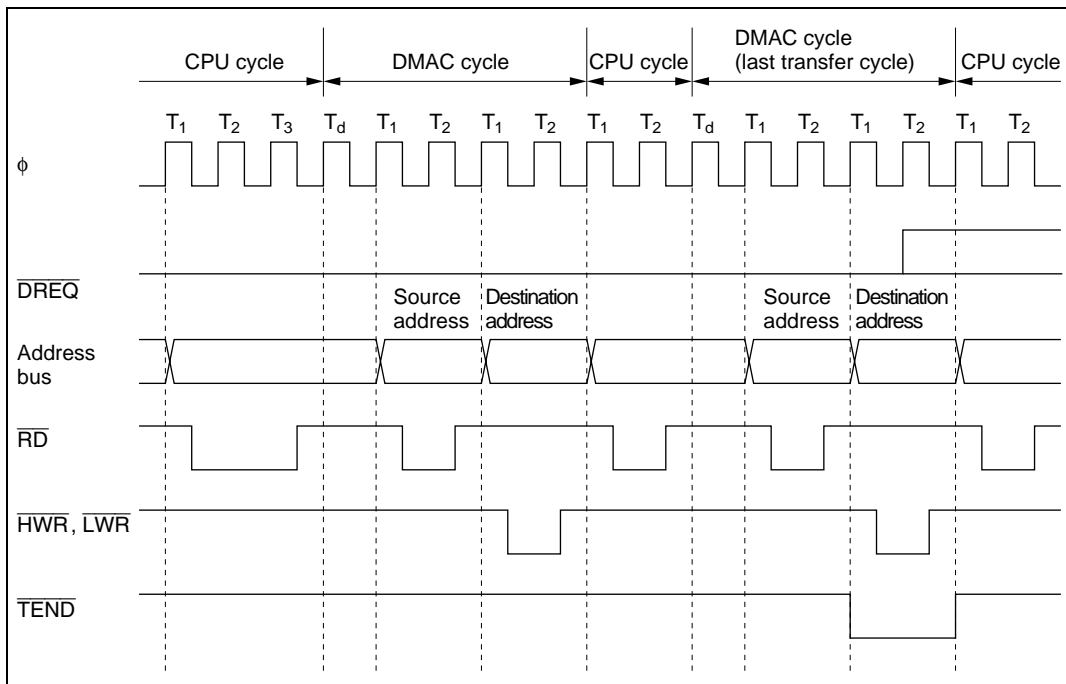 CPU cycle DMAC cycle CPU cycle DMAC cycle (last transfer cycle) CPU cycle
T1 T2 T3 Td T1 T2 T1 T2 T1 T2 Td T1 T2 T1 T2 T1 T2
ϕ
DREQ
Source address Destination address Source address Destination address
Address
bus
RD
HWR, LWR
TEND